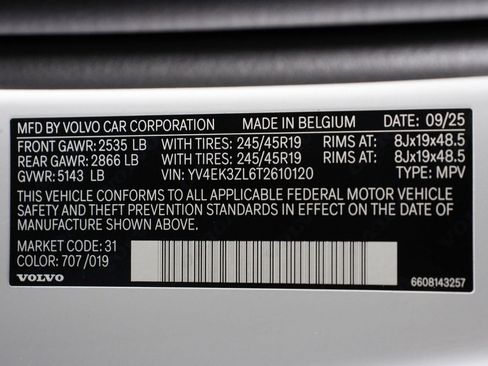 MFD BY VOLVO CAR CORPORATION MADE IN BELGIUM DATE: 09/25
FRONT GAWR: 2535 LB WITH TIRES: 245/45R19 RIMS AT: 8Jx19x48.5
REAR GAWR: 2866 LB WITH TIRES: 245/45R19 RIMS AT: 8Jx19x48.5
GVWR: 5143 LB VIN: YV4EK3ZL6T2610120 TYPE: MPV
THIS VEHICLE CONFORMS TO ALL APPLICABLE FEDERAL MOTOR VEHICLE
SAFETY AND THEFT PREVENTION STANDARDS IN EFFECT ON THE DATE OF
MANUFACTURE SHOWN ABOVE.
MARKET CODE: 31
COLOR: 707/019
VOLVO 6608143257